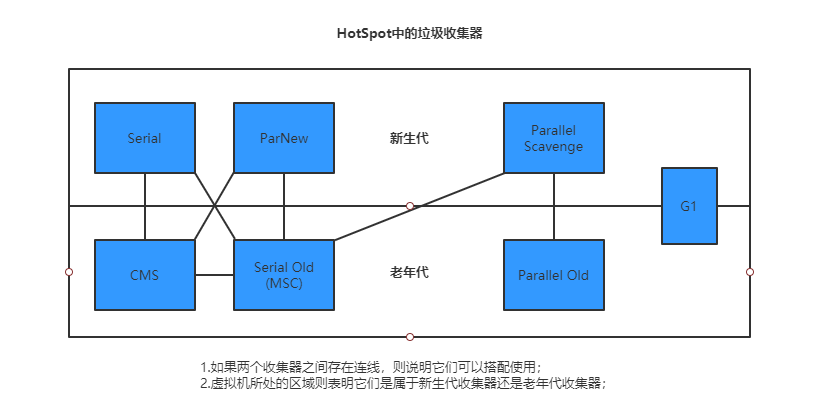 HotSpot中的垃圾收集器
Serial
ParNew
新生代
Parallel
Scavenge
G1
CMS
Serial Old
(MSC)
老年代
Parallel Old
1.如果两个收集器之间存在连线，则说明它们可以搭配使用；
2.虚拟机所处的区域则表明它们是属于新生代收集器还是老年代收集器；